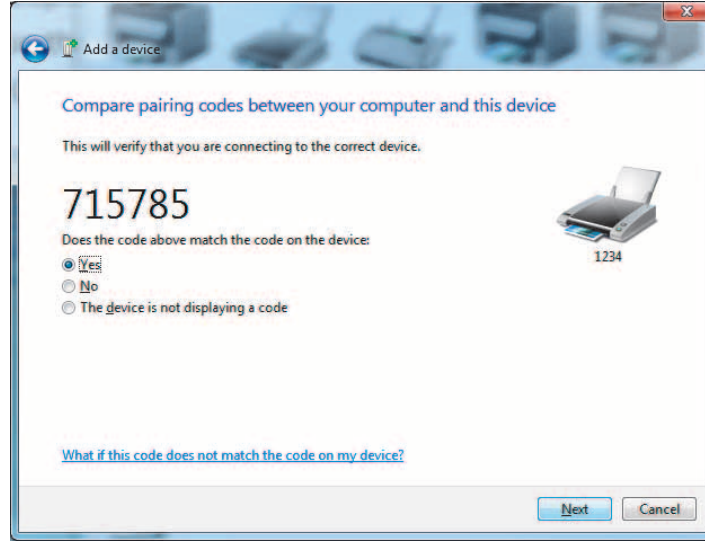 Add a device
Compare pairing codes between your computer and this device
This will verify that you are connecting to the correct device.
715785
Does the code above match the code on the device:
1234
Yes
No
The device is not displaying a code
What if this code does not match the code on my device?
Next
Cancel